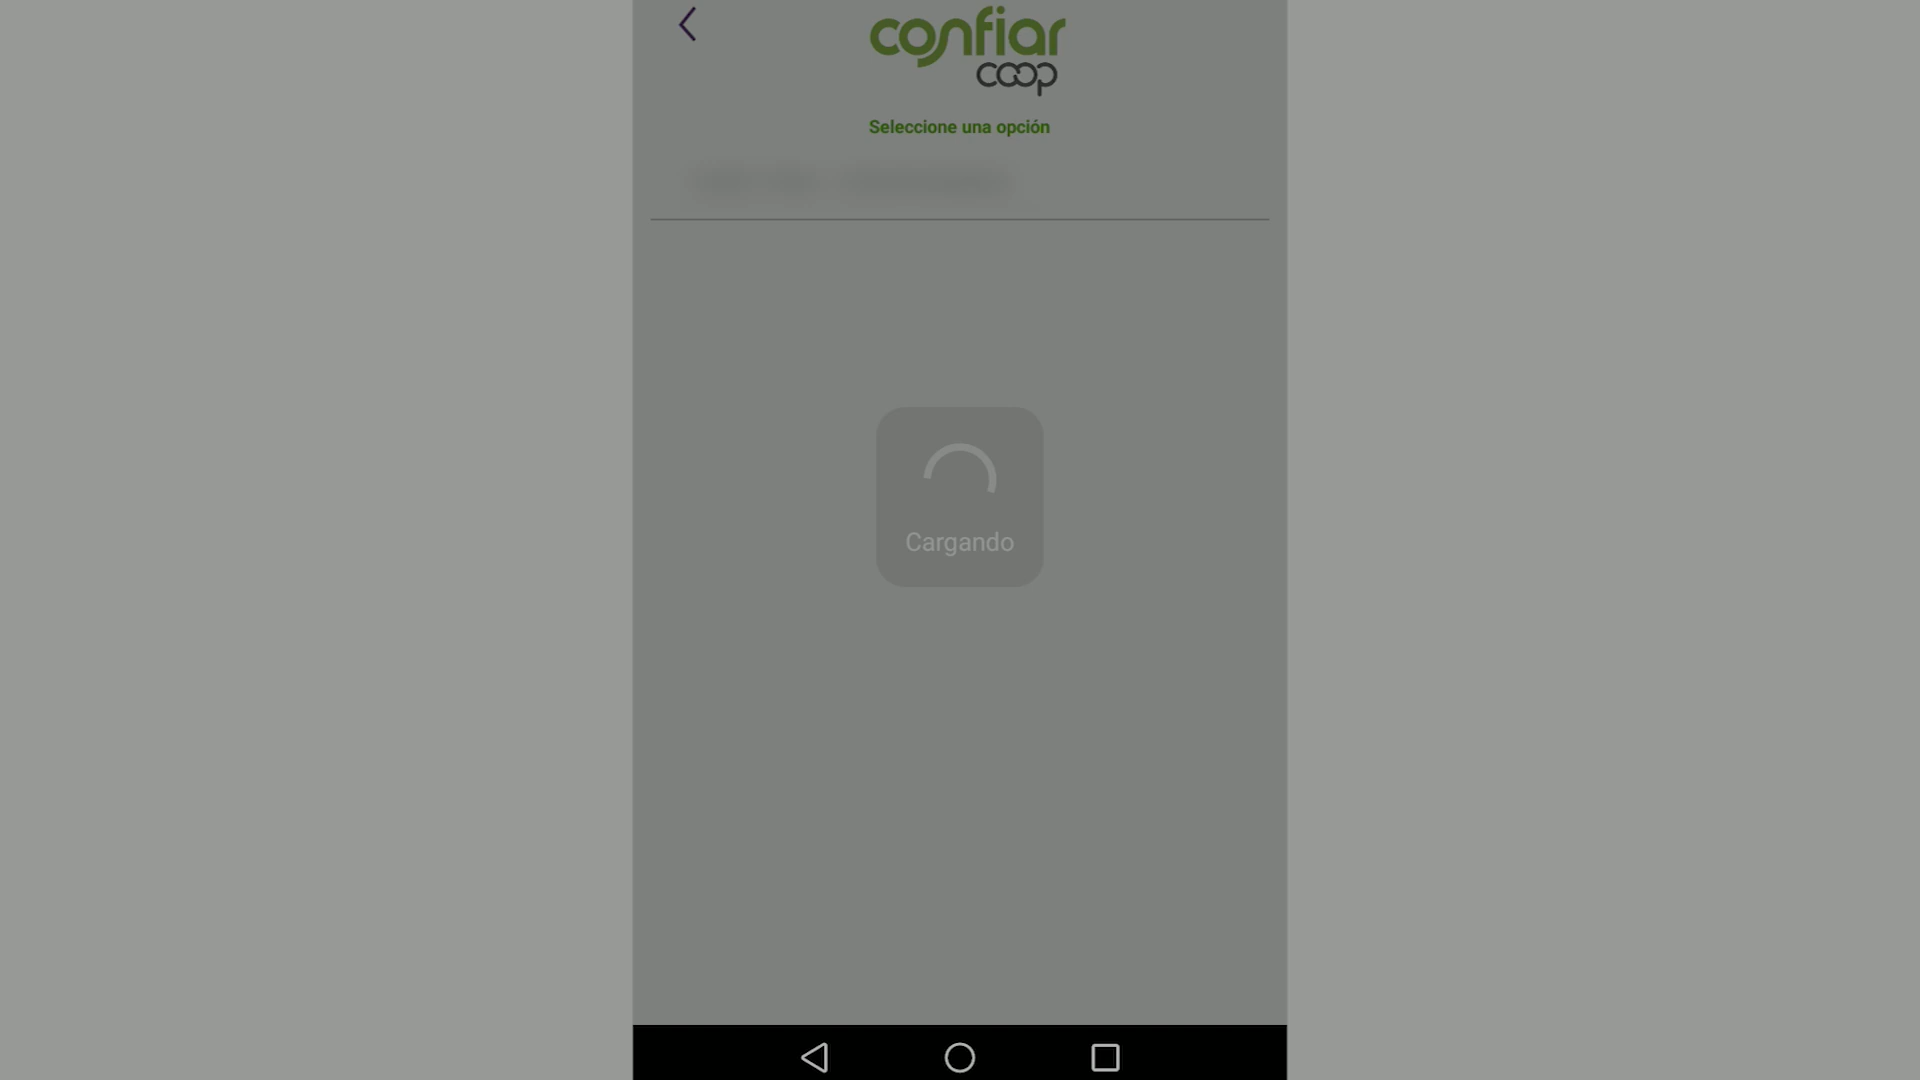 confiar
coop
Seleccione una opción
Cargando